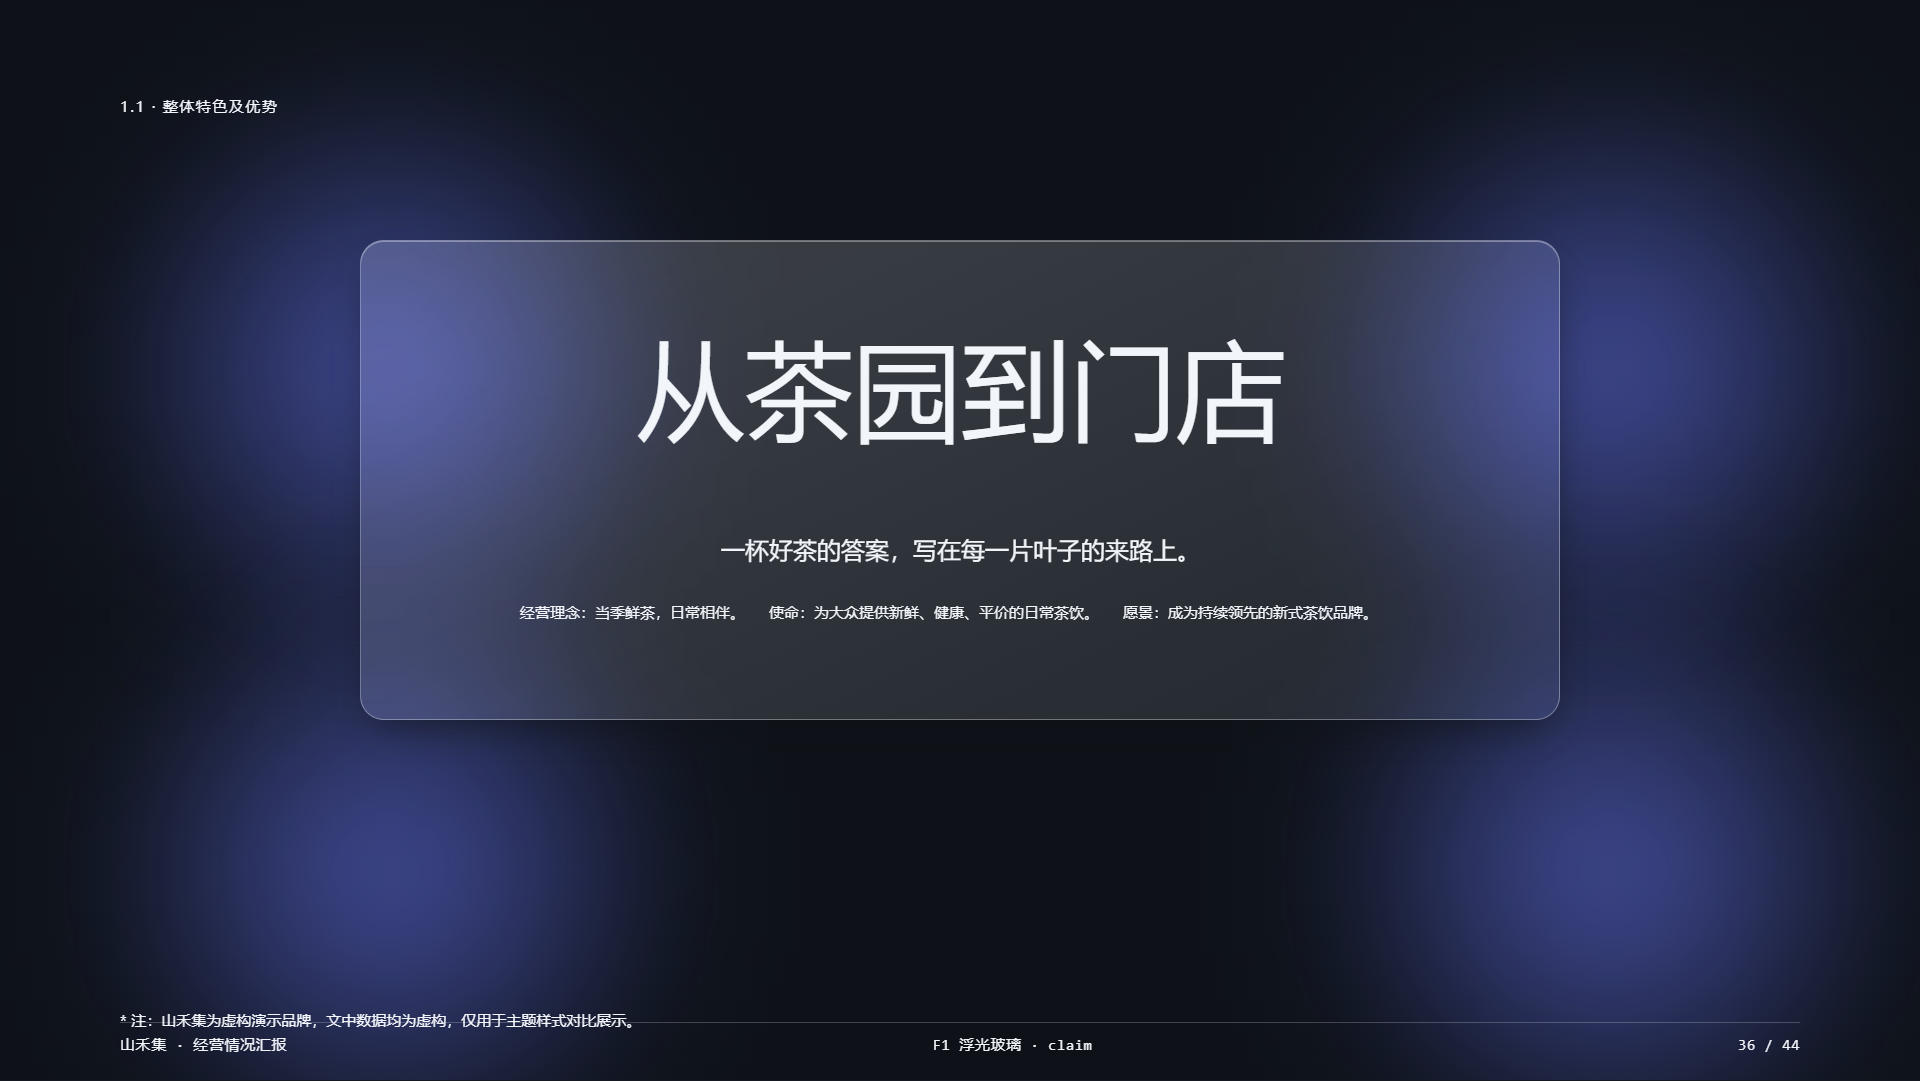 1.1 · 整体特色及优势
从茶园到门店
一杯好茶的答案，写在每一片叶子的来路上。
经营理念：当季鲜茶，日常相伴。 使命：为大众提供新鲜、健康、平价的日常茶饮。 愿景：成为持续领先的新式茶饮品牌。
* 注：山禾集为虚构演示品牌，文中数据均为虚构，仅用于主题样式对比展示。
山禾集 · 经营情况汇报 F1 浮光玻璃 · claim 36 / 44